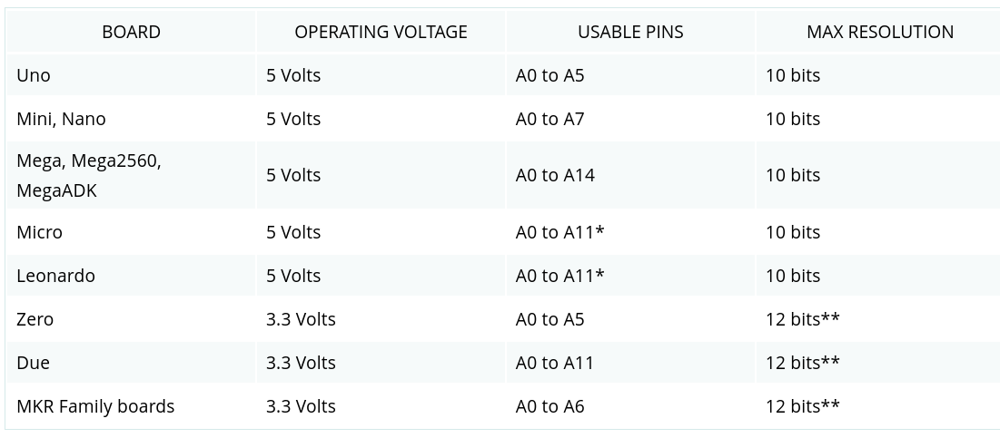 BOARD OPERATING VOLTAGE USABLE PINS MAX RESOLUTION
Uno 5 Volts A0 to A5 10 bits
Mini, Nano 5 Volts A0 to A7 10 bits
Mega, Mega2560,
MegaADK 5 Volts A0 to A14 10 bits
Micro 5 Volts A0 to A11* 10 bits
Leonardo 5 Volts A0 to A11* 10 bits
Zero 3.3 Volts A0 to A5 12 bits**
Due 3.3 Volts A0 to A11 12 bits**
MKR Family boards 3.3 Volts A0 to A6 12 bits**